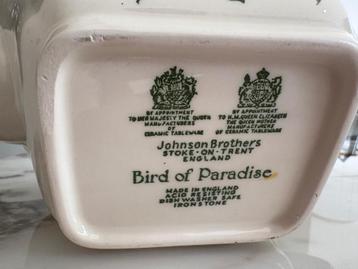 BY APPOINTMENT
TO HER MAJESTY THE QUEEN
MANUFACTURERS
OF
CERAMIC TABLEWARE
BY APPOINTMENT
TO H.M. QUEEN ELIZABETH
THE QUEEN MOTHER
MANUFACTURERS
OF CERAMIC TABLEWARE
Johnson Brothers
STOKE-ON-TRENT
ENGLAND
Bird of Paradise
MADE IN ENGLAND
ACID RESISTING
DISH WASHER SAFE
IRONSTONE